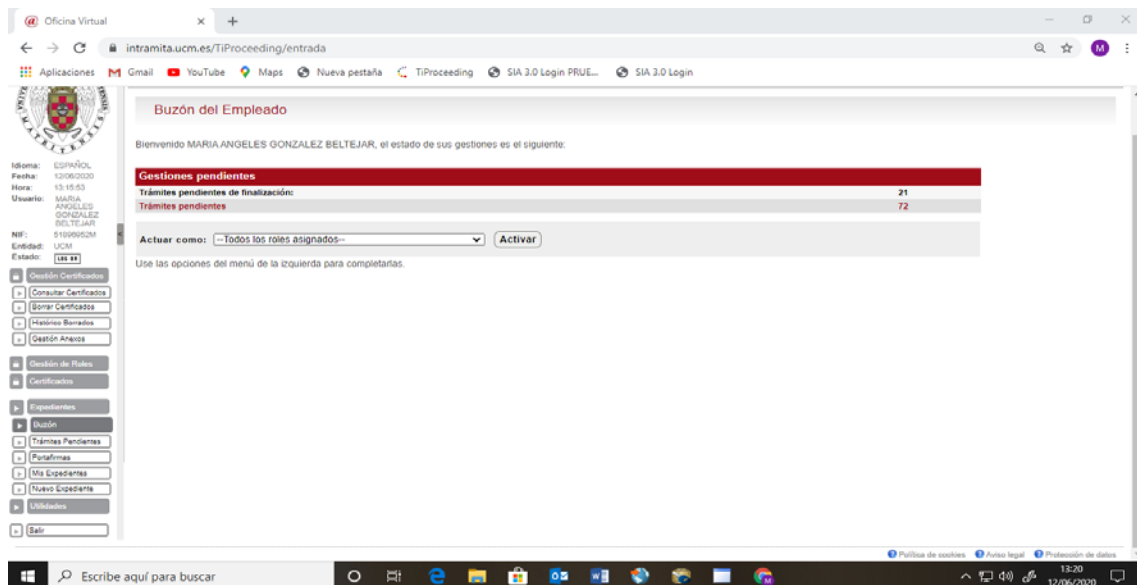 Oficina Virtual
intramita.ucm.es/TiProceeding/entrada
M
Aplicaciones Gmail YouTube Maps Nueva pestaña TiProceeding SIA 3.0 Login PRUE... SIA 3.0 Login
Buzón del Empleado
Bienvenido MARIA ANGELES GONZALEZ BELTEJAR, el estado de sus gestiones es el siguiente:
Idioma: ESPAÑOL
Fecha: 12/06/2020
Hora: 13:15:53
Usuario: MARIA
ANGELES
GONZALEZ
BELTEJAR
NIF: 51896952M
Entidad: UCM
Estado:
Gestiones pendientes
Trámites pendientes de finalización: 21
Trámites pendientes 72
Actuar como: --Todos los roles asignados-- Activar
Use las opciones del menú de la izquierda para completarlas.
Gestión Certificados
Consultar Certificados
Borrar Certificados
Histórico Borrados
Gestión Anexos
Gestión de Roles
Certificados
Expedientes
Buzón
Trámites Pendientes
Portafirmas
Mis Expedientes
Nuevo Expediente
Utilidades
Salir
Política de cookies Aviso legal Protección de datos
Escribe aquí para buscar
13:20
12/06/2020